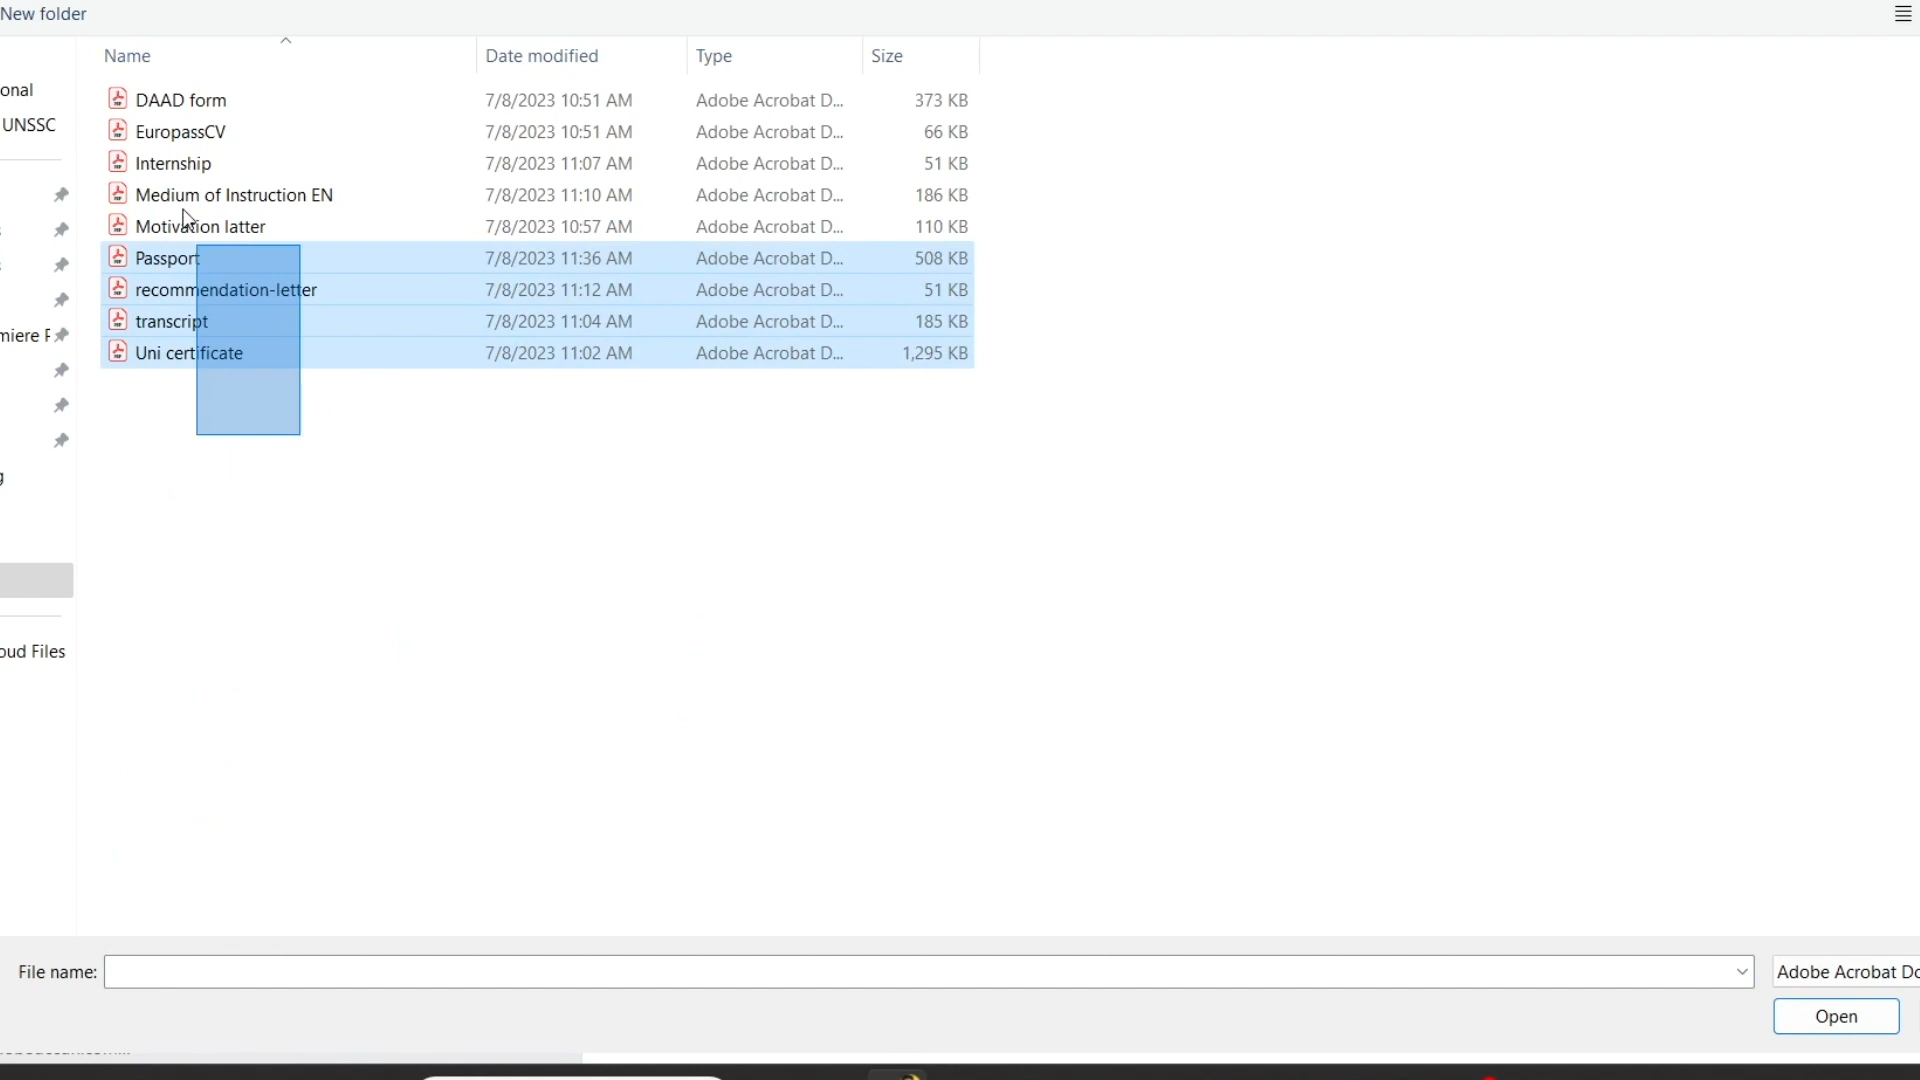 New folder
Name Date modified Type Size
onal
UNSSC
DAAD form 7/8/2023 10:51 AM Adobe Acrobat D... 373 KB
EuropassCV 7/8/2023 10:51 AM Adobe Acrobat D... 66 KB
Internship 7/8/2023 11:07 AM Adobe Acrobat D... 51 KB
Medium of Instruction EN 7/8/2023 11:10 AM Adobe Acrobat D... 186 KB
Motivation latter 7/8/2023 10:57 AM Adobe Acrobat D... 110 KB
Passport 7/8/2023 11:36 AM Adobe Acrobat D... 508 KB
recommendation-letter 7/8/2023 11:12 AM Adobe Acrobat D... 51 KB
transcript 7/8/2023 11:04 AM Adobe Acrobat D... 185 KB
Uni certificate 7/8/2023 11:02 AM Adobe Acrobat D... 1,295 KB
miere P
g
oud Files
File name: Adobe Acrobat Do
Open